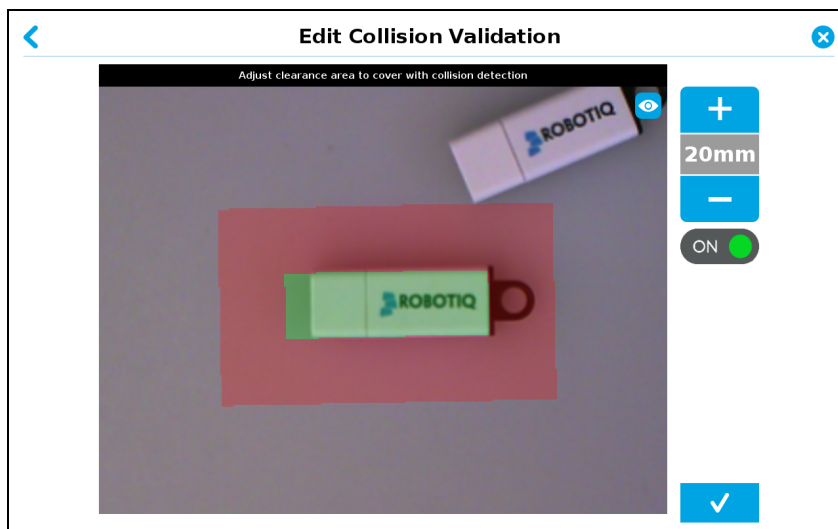 Edit Collision Validation
Adjust clearance area to cover with collision detection
ROBOTIQ
20mm
ON
ROBOTIQ